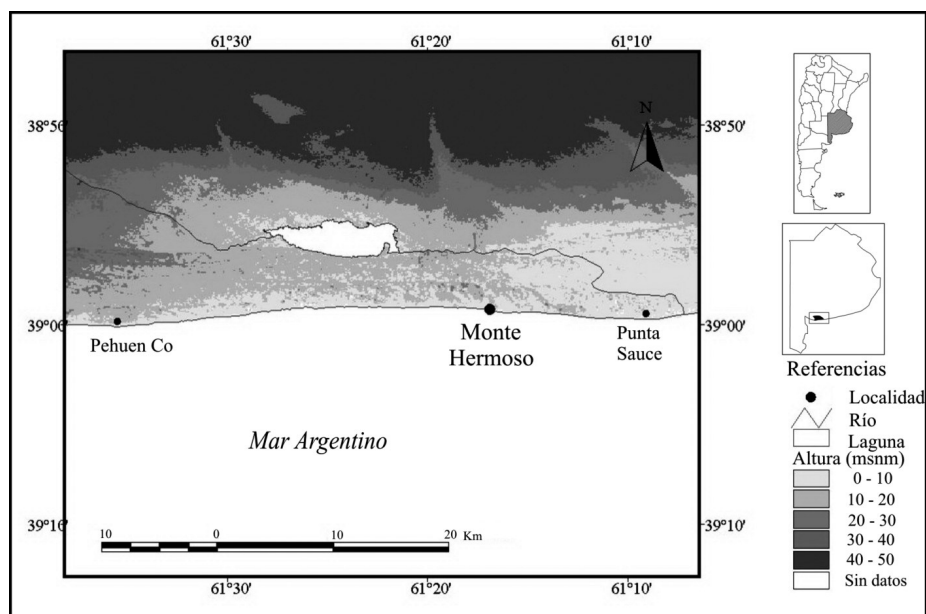 61°30' 61°20' 61°10'
38°50' 38°50'
N
39°00' 39°00'
Pehuen Co
Monte
Hermoso
Punta
Sauce
Mar Argentino
39°10' 39°10'
10 0 10 20 Km
Referencias
Localidad
Río
Laguna
Altura (msnm)
0 - 10
10 - 20
20 - 30
30 - 40
40 - 50
Sin datos
61°30' 61°20' 61°10'